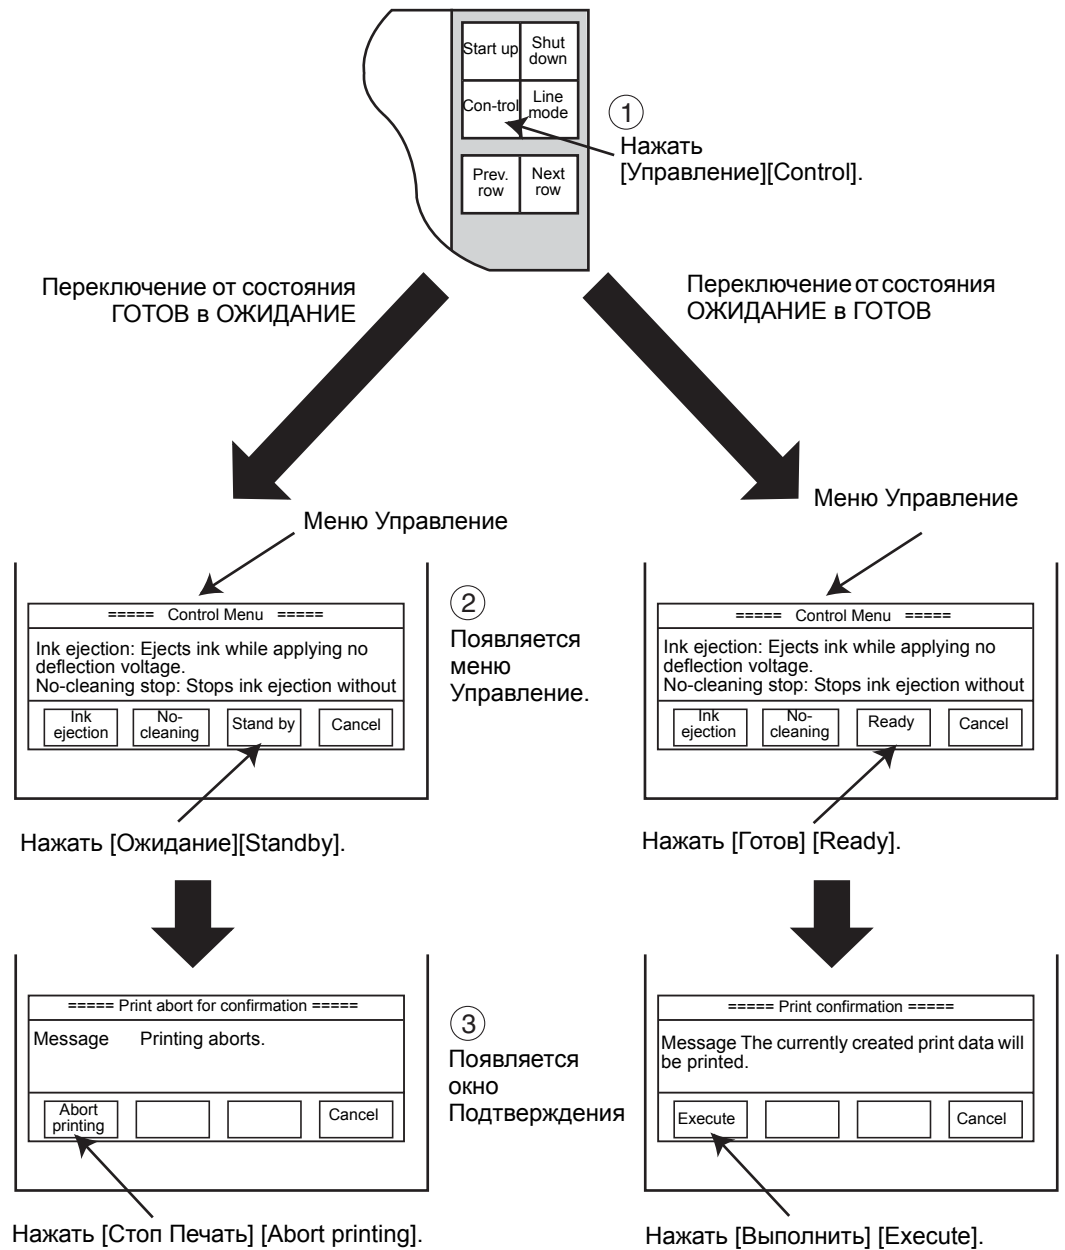 Start up
Shut
down
Con-trol
Line
mode
Prev.
row
Next
row
1
Нажать
[Управление][Control].
Переключение от состояния
ГОТОВ в ОЖИДАНИЕ
Переключение от состояния
ОЖИДАНИЕ в ГОТОВ
Меню Управление
===== Control Menu =====
Ink ejection: Ejects ink while applying no
deflection voltage.
No-cleaning stop: Stops ink ejection without
Ink
ejection
No-
cleaning
Stand by
Cancel
Нажать [Ожидание][Standby].
2
Появляется
меню
Управление.
Меню Управление
===== Control Menu =====
Ink ejection: Ejects ink while applying no
deflection voltage.
No-cleaning stop: Stops ink ejection without
Ink
ejection
No-
cleaning
Ready
Cancel
Нажать [Готов] [Ready].
===== Print abort for confirmation =====
Message Printing aborts.
Abort
printing
Cancel
Нажать [Стоп Печать] [Abort printing].
3
Появляется
окно
Подтверждения
===== Print confirmation =====
Message The currently created print data will
be printed.
Execute
Cancel
Нажать [Выполнить] [Execute].